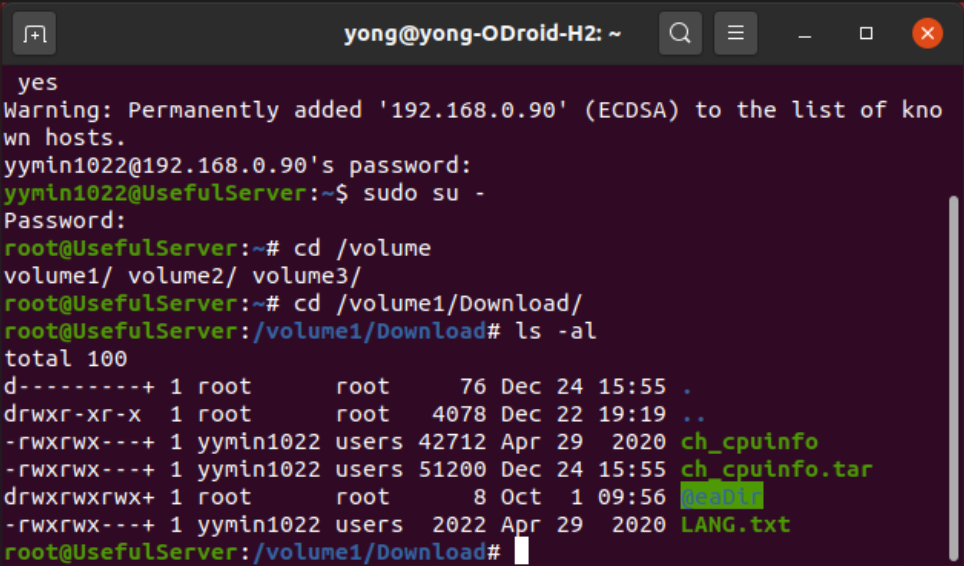 yong@yong-ODroid-H2: ~
yes
Warning: Permanently added '192.168.0.90' (ECDSA) to the list of kno
wn hosts.
yymin1022@192.168.0.90's password:
yymin1022@UsefulServer:~$ sudo su -
Password:
root@UsefulServer:~# cd /volume
volume1/ volume2/ volume3/
root@UsefulServer:~# cd /volume1/Download/
root@UsefulServer:/volume1/Download# ls -al
total 100
d---------+ 1 root      root     76 Dec 24 15:55 .
drwxr-xr-x  1 root      root   4078 Dec 22 19:19 ..
-rwxrwx---+ 1 yymin1022 users 42712 Apr 29  2020 ch_cpuinfo
-rwxrwx---+ 1 yymin1022 users 51200 Dec 24 15:55 ch_cpuinfo.tar
drwxrwxrwx+ 1 root      root      8 Oct  1 09:56 @eaDir
-rwxrwx---+ 1 yymin1022 users  2022 Apr 29  2020 LANG.txt
root@UsefulServer:/volume1/Download#